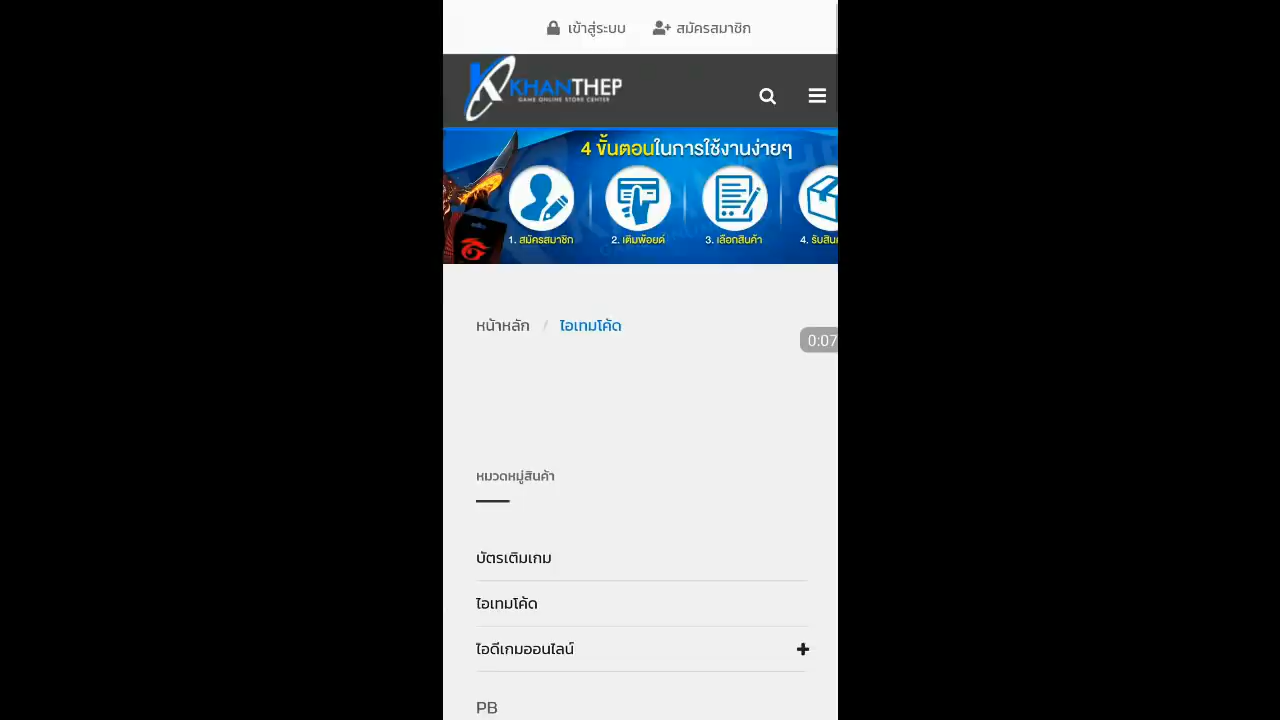 เข้าสู่ระบบ สมัครสมาชิก
KHANTHEP
GAME ONLINE STORE CENTER
4 ขั้นตอนในการใช้งานง่ายๆ
1. สมัครสมาชิก 2. เติมพ้อยด์ 3. เลือกสินค้า 4. รับสิน
หน้าหลัก / ไอเทมโค้ด
0:07
หมวดหมู่สินค้า
บัตรเติมเกม
ไอเทมโค้ด
ไอดีเกมออนไลน์
PB